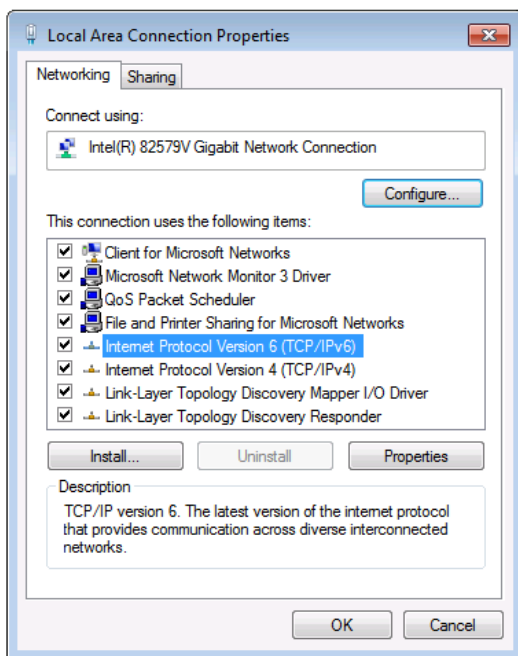 Local Area Connection Properties
Networking
Sharing
Connect using:
Intel(R) 82579V Gigabit Network Connection
Configure...
This connection uses the following items:
Client for Microsoft Networks
Microsoft Network Monitor 3 Driver
QoS Packet Scheduler
File and Printer Sharing for Microsoft Networks
Internet Protocol Version 6 (TCP/IPv6)
Internet Protocol Version 4 (TCP/IPv4)
Link-Layer Topology Discovery Mapper I/O Driver
Link-Layer Topology Discovery Responder
Install...
Uninstall
Properties
Description
TCP/IP version 6. The latest version of the internet protocol
that provides communication across diverse interconnected
networks.
OK
Cancel